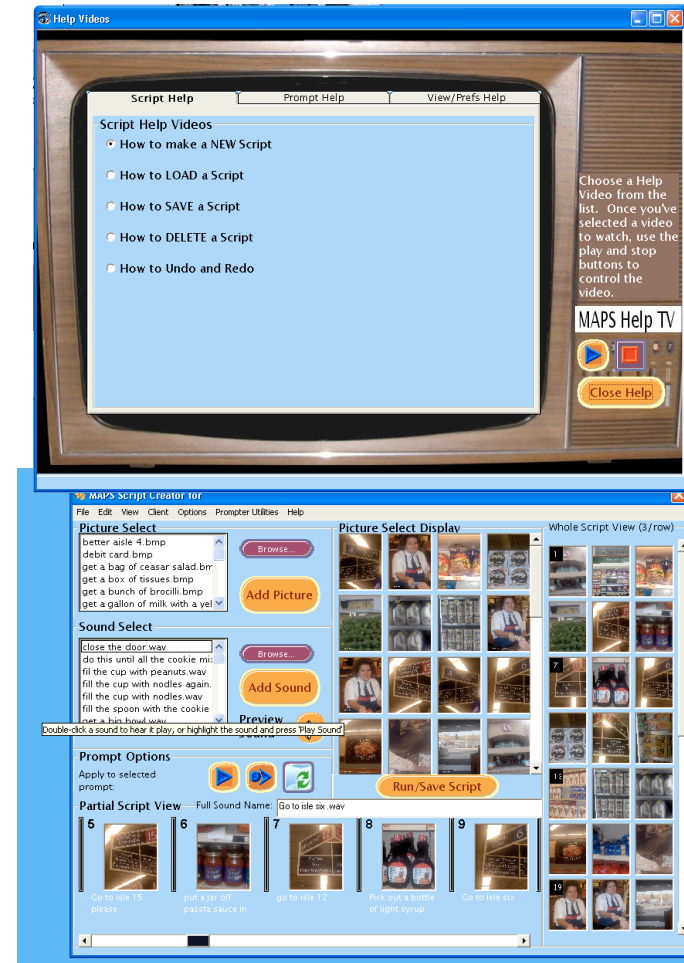 Help Videos
Script Help
Prompt Help
View/Prefs Help
Script Help Videos
How to make a NEW Script
How to LOAD a Script
How to SAVE a Script
How to DELETE a Script
How to Undo and Redo
Choose a Help
Video from the
list. Once you've
selected a video
to watch, use the
play and stop
buttons to
control the
video.
MAPS Help TV
Close Help
MAPS Script Creator for
File Edit View Client Options Prompter Utilities Help
Picture Select
better aisle 4.bmp
debit card.bmp
get a bag of ceasar salad.bm
get a box of tissues.bmp
get a bunch of brocilli.bmp
get a gallon of milk with a yel
Browse...
Add Picture
Sound Select
close the door.wav
do this until all the cookie mi
fil the cup with peanuts.wav
fill the cup with nodles again.
fill the cup with nodles.wav
fill the spoon with the cookie
get a big bowl.wav
Browse...
Add Sound
Preview
Sound
Double-click a sound to hear it play, or highlight the sound and press 'Play Sound'
Prompt Options
Apply to selected
prompt:
Picture Select Display
Run/Save Script
Whole Script View (3/row)
1
7
13
19
Partial Script View
Full Sound Name:
Go to isle six .wav
5
Go to isle 15
please
6
put a jar off
passta sauce in
7
go to isle 12
8
Pick out a bottle
of light syrup
9
Go to isle six